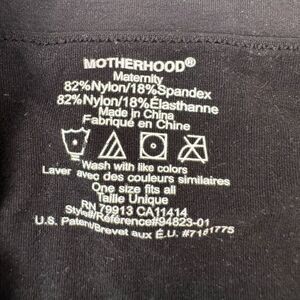 MOTHERHOOD®
Maternity
82%Nylon/18%Spandex
82%Nylon/18%Élasthanne
Made in China
Fabriqué en Chine
Wash with like colors
Laver avec des couleurs similaires
One size fits all
Taille Unique
RN 79913 CA11414
Style#/Référence#94823-01
U.S. Paten/Brevet aux É.U. #7181775